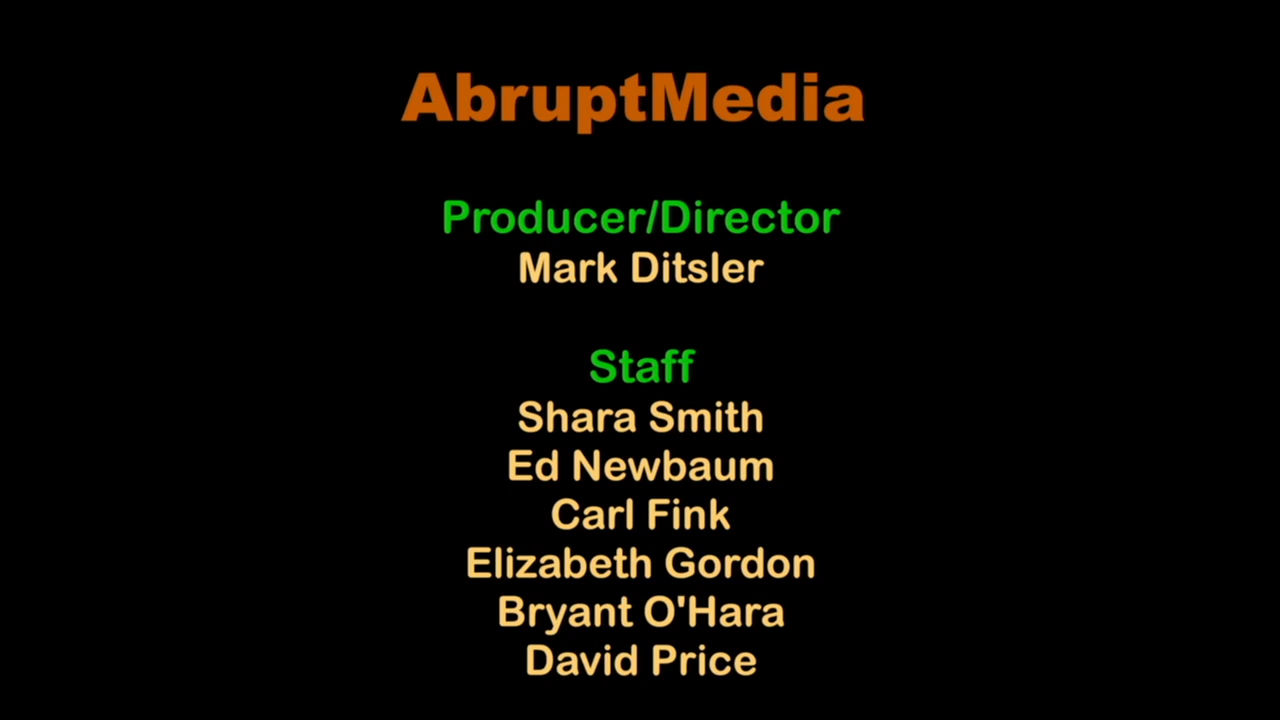 AbruptMedia
Producer/Director
Mark Ditsler
Staff
Shara Smith
Ed Newbaum
Carl Fink
Elizabeth Gordon
Bryant O'Hara
David Price